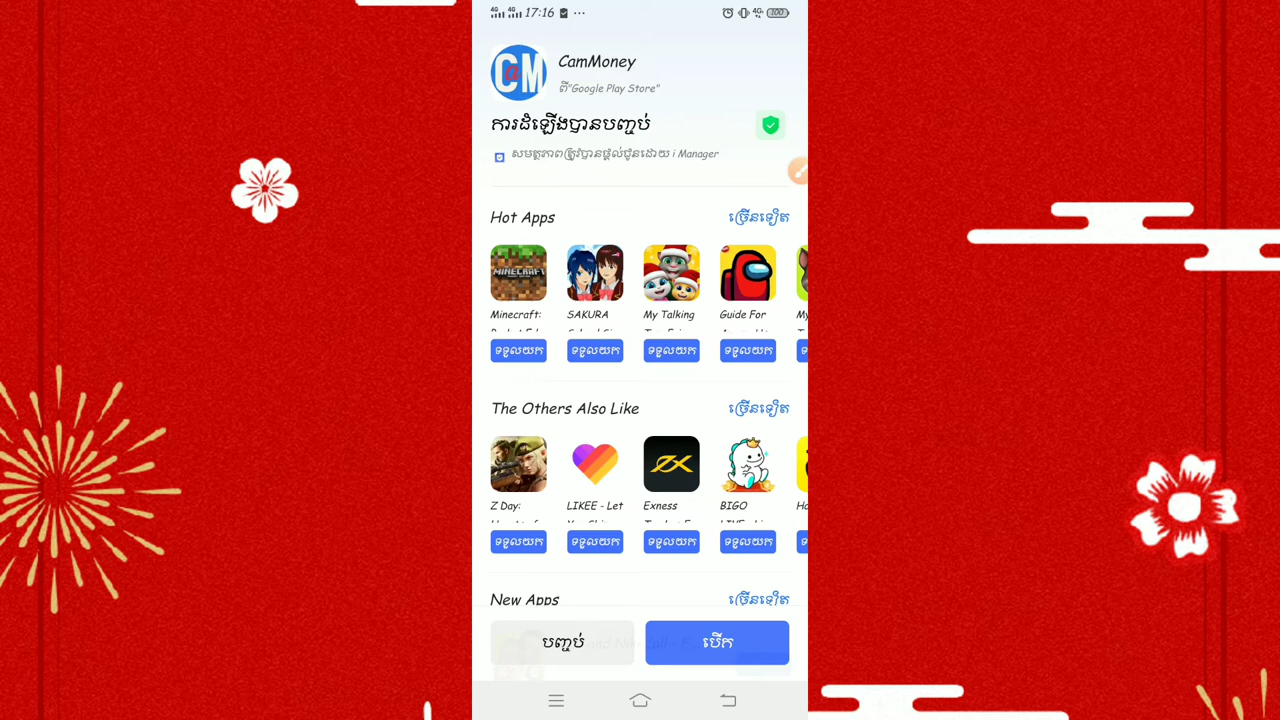 4G 4G 17:16 ... 4G 100
CaM
CamMoney
ពី"Google Play Store"
ការដំឡើងបានបញ្ចប់
សមត្ថភាពត្រូវបានផ្តល់ជូនដោយ i Manager
Hot Apps ច្រើនទៀត
MINECRAFT
Minecraft: SAKURA My Talking Guide For
ទទួលយក ទទួលយក ទទួលយក ទទួលយក
The Others Also Like ច្រើនទៀត
Z Day: LIKEE - Let Exness BIGO
ទទួលយក ទទួលយក ទទួលយក ទទួលយក
New Apps ច្រើនទៀត
បញ្ចប់ បើក